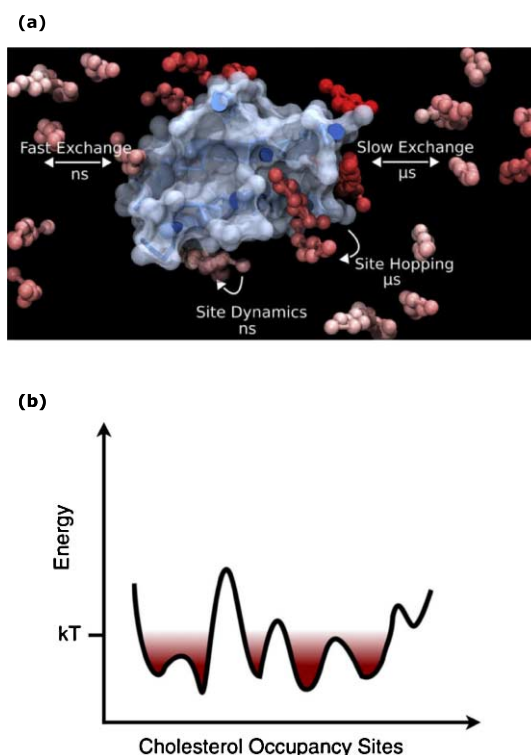 (a)
Fast Exchange
ns
Slow Exchange
μs
Site Hopping
μs
Site Dynamics
ns
(b)
Energy
kT
Cholesterol Occupancy Sites